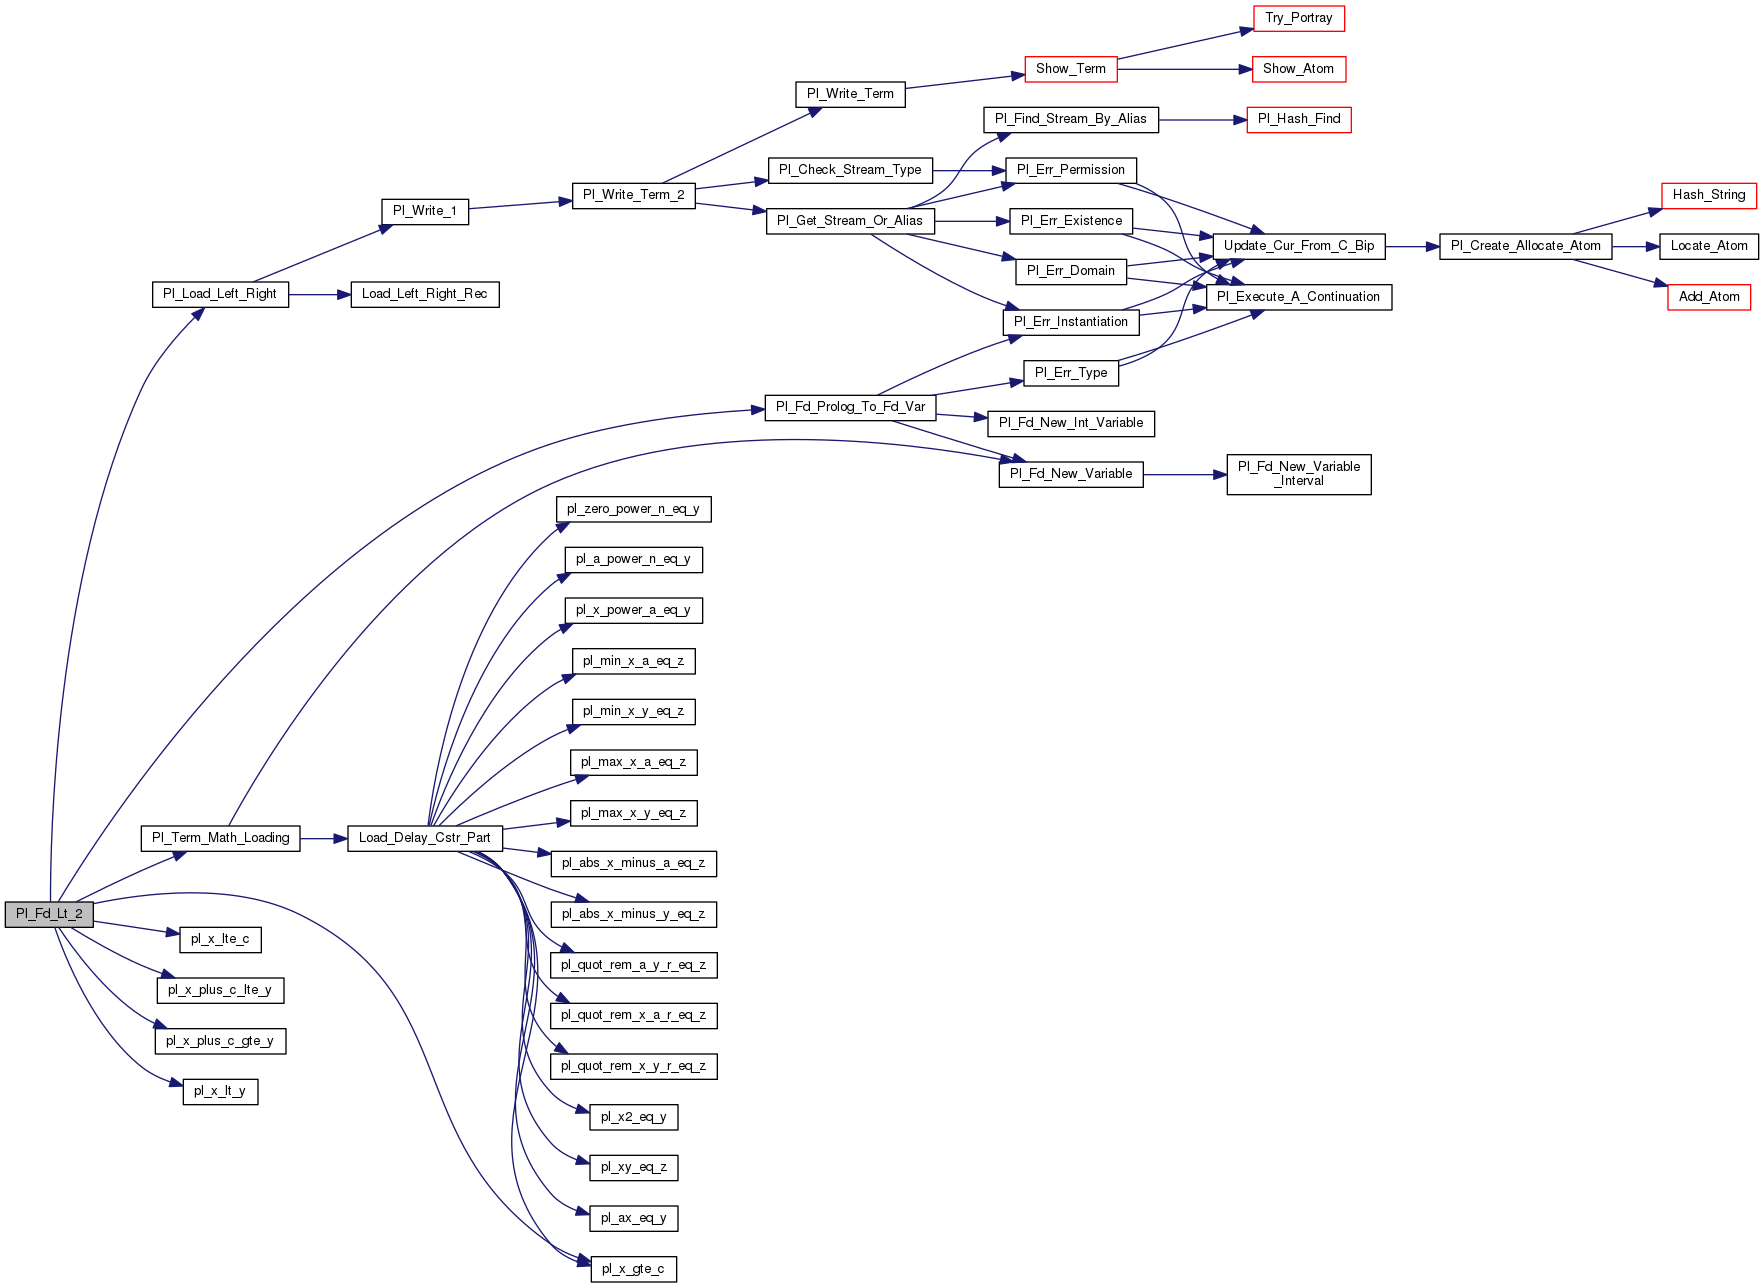 Try_Portray
Show_Term
Show_Atom
Pl_Write_Term
Pl_Find_Stream_By_Alias
Pl_Hash_Find
Pl_Check_Stream_Type
Pl_Err_Permission
Pl_Write_Term_2
Hash_String
Pl_Write_1
Pl_Get_Stream_Or_Alias
Pl_Err_Existence
Update_Cur_From_C_Bip
Pl_Create_Allocate_Atom
Locate_Atom
Pl_Err_Domain
Pl_Load_Left_Right
Load_Left_Right_Rec
Pl_Execute_A_Continuation
Add_Atom
Pl_Err_Instantiation
Pl_Err_Type
Pl_Fd_Prolog_To_Fd_Var
Pl_Fd_New_Int_Variable
Pl_Fd_New_Variable
Pl_Fd_New_Variable
_Interval
pl_zero_power_n_eq_y
pl_a_power_n_eq_y
pl_x_power_a_eq_y
pl_min_x_a_eq_z
pl_min_x_y_eq_z
pl_max_x_a_eq_z
pl_max_x_y_eq_z
Pl_Term_Math_Loading
Load_Delay_Cstr_Part
pl_abs_x_minus_a_eq_z
Pl_Fd_Lt_2
pl_abs_x_minus_y_eq_z
pl_x_lte_c
pl_quot_rem_a_y_r_eq_z
pl_x_plus_c_lte_y
pl_quot_rem_x_a_r_eq_z
pl_x_plus_c_gte_y
pl_quot_rem_x_y_r_eq_z
pl_x_lt_y
pl_x2_eq_y
pl_xy_eq_z
pl_ax_eq_y
pl_x_gte_c